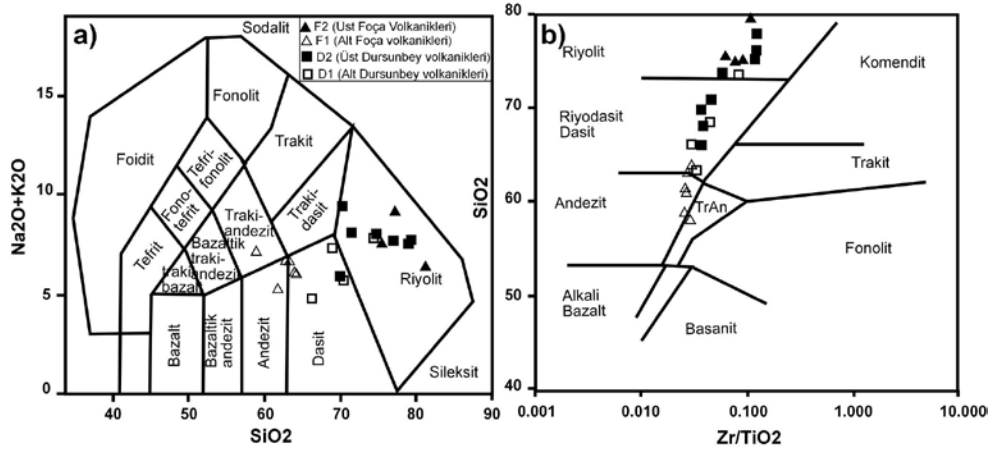 a)
Sodalit
F2 (Üst Foça Volkanikleri)
F1 (Alt Foça volkanikleri)
D2 (Üst Dursunbey volkanikleri)
D1 (Alt Dursunbey volkanikleri)
Fonolit
Foidit
Tefri-
fonolit
Trakit
Fono-
tefrit
Traki-
andezit
Traki-
dasit
Tefrit
Bazaltik
traki-
andezit
traki
bazalt
Riyolit
Bazalt
Bazaltik
andezit
Andezit
Dasit
Sileksit
Na2O+K2O
15
10
5
0
40
50
60
70
80
90
SiO2
b)
80
70
60
50
40
SiO2
Riyolit
Komendit
Riyodasit
Dasit
Trakit
Andezit
TrAn
Fonolit
Alkali
Bazalt
Basanit
0.001
0.010
0.100
1.000
10.000
Zr/TiO2